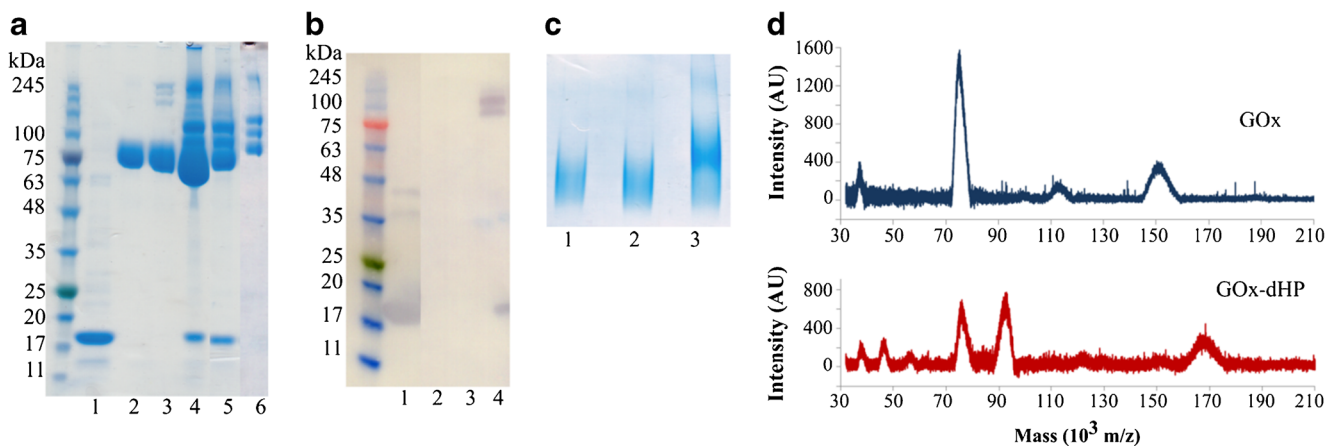 a
kDa
245
100
75
63
48
35
25
20
17
11
1 2 3 4 5 6
b
kDa
245
100
75
63
48
35
25
20
17
11
1 2 3 4
c
1 2 3
d
1600
1200
800
400
0
Intensity (AU)
GOx
30 50 70 90 110 130 150 170 190 210
800
400
0
Intensity (AU)
GOx-dHP
30 50 70 90 110 130 150 170 190 210
Mass (10³ m/z)